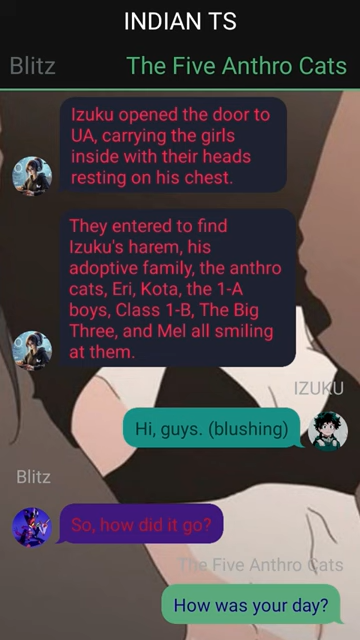 INDIAN TS
Blitz
The Five Anthro Cats
Izuku opened the door to
UA, carrying the girls
inside with their heads
resting on his chest.
They entered to find
Izuku's harem, his
adoptive family, the anthro
cats, Eri, Kota, the 1-A
boys, Class 1-B, The Big
Three, and Mel all smiling
at them.
IZUKU
Hi, guys. (blushing)
Blitz
So, how did it go?
The Five Anthro Cats
How was your day?